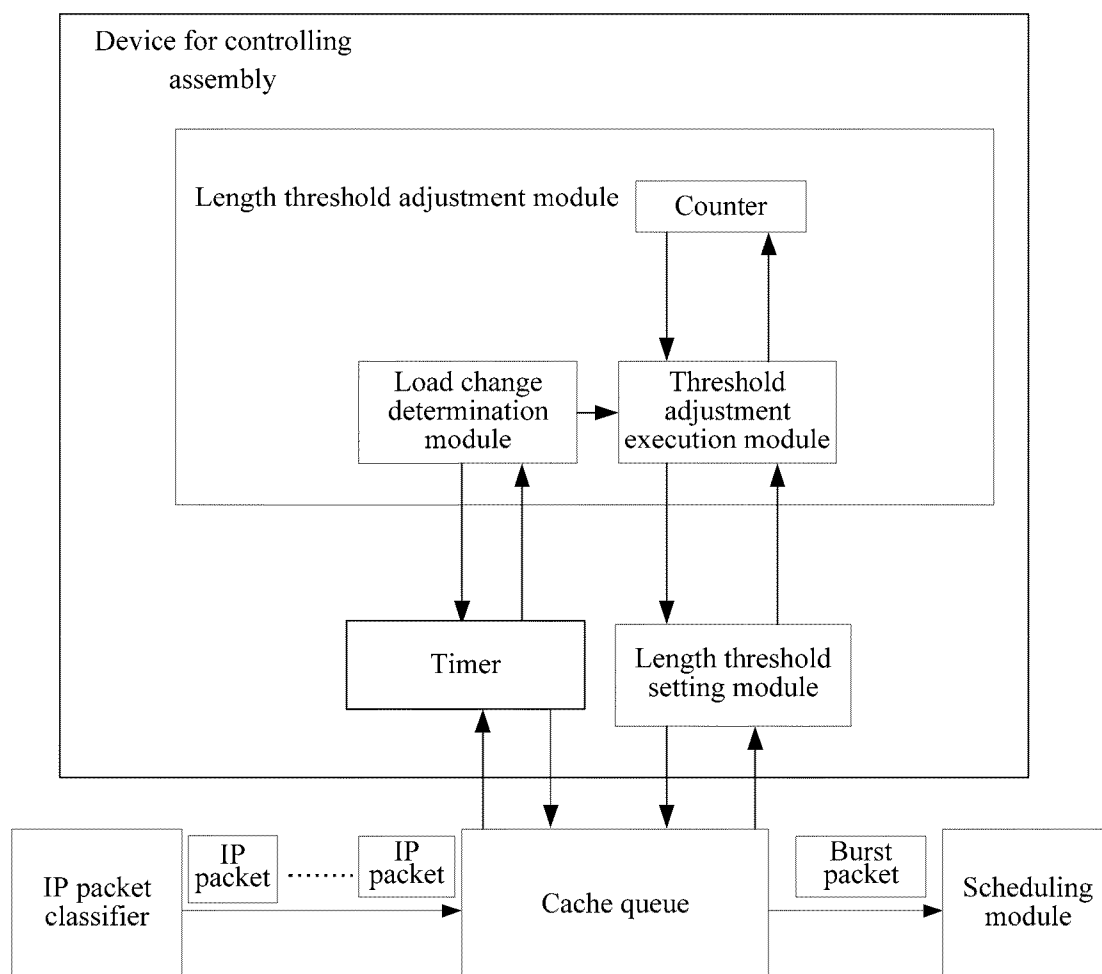 Device for controlling
assembly
Length threshold adjustment module
Counter
Load change
determination
module
Threshold
adjustment
execution module
Timer
Length threshold
setting module
IP packet
classifier
IP
packet
IP
packet
Cache queue
Burst
packet
Scheduling
module